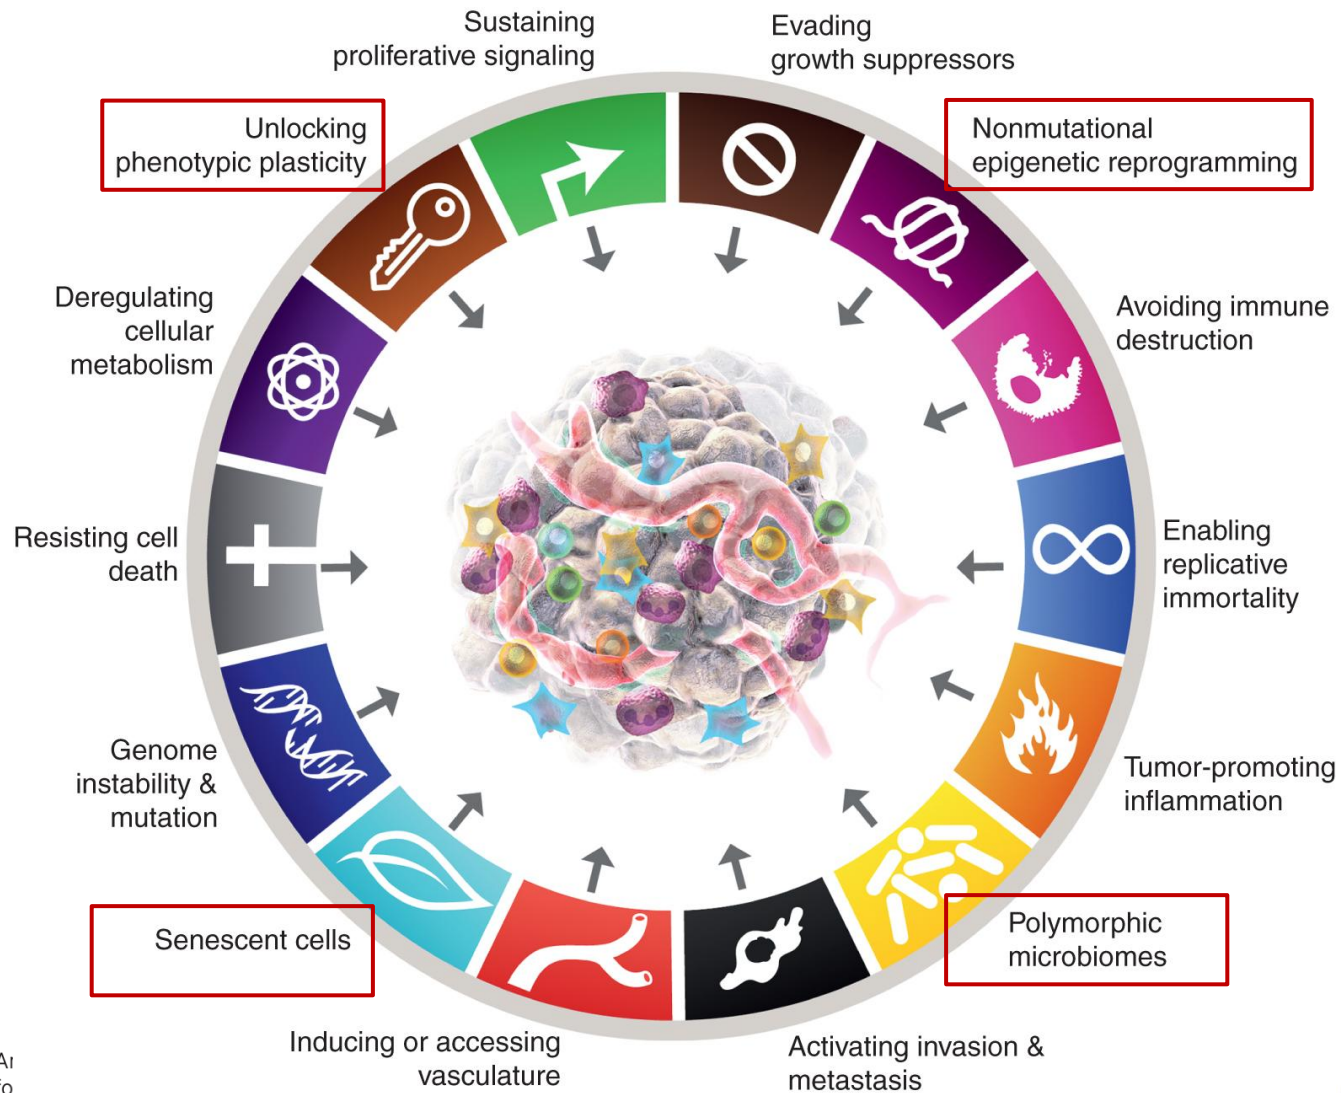 Sustaining
proliferative signaling
Evading
growth suppressors
Unlocking
phenotypic plasticity
Nonmutational
epigenetic reprogramming
Deregulating
cellular
metabolism
Avoiding immune
destruction
Resisting cell
death
Enabling
replicative
immortality
Genome
instability &
mutation
Tumor-promoting
inflammation
Senescent cells
Polymorphic
microbiomes
Inducing or accessing
vasculature
Activating invasion &
metastasis